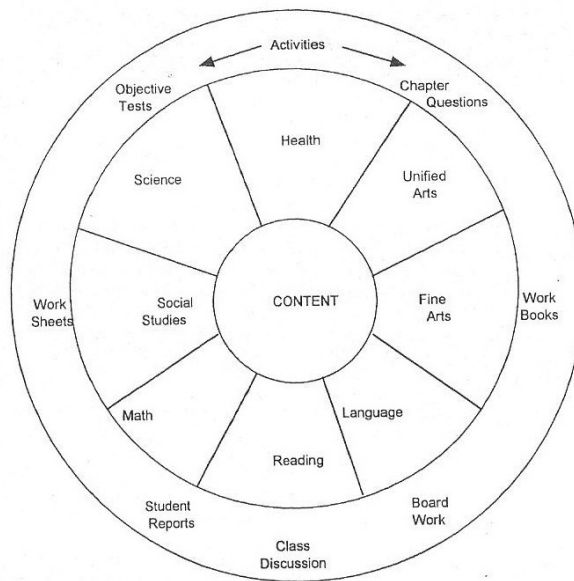 Activities
Objective
Tests
Chapter
Questions
Health
Science
Unified
Arts
Work
Sheets
Social
Studies
CONTENT
Fine
Arts
Work
Books
Math
Language
Reading
Student
Reports
Board
Work
Class
Discussion